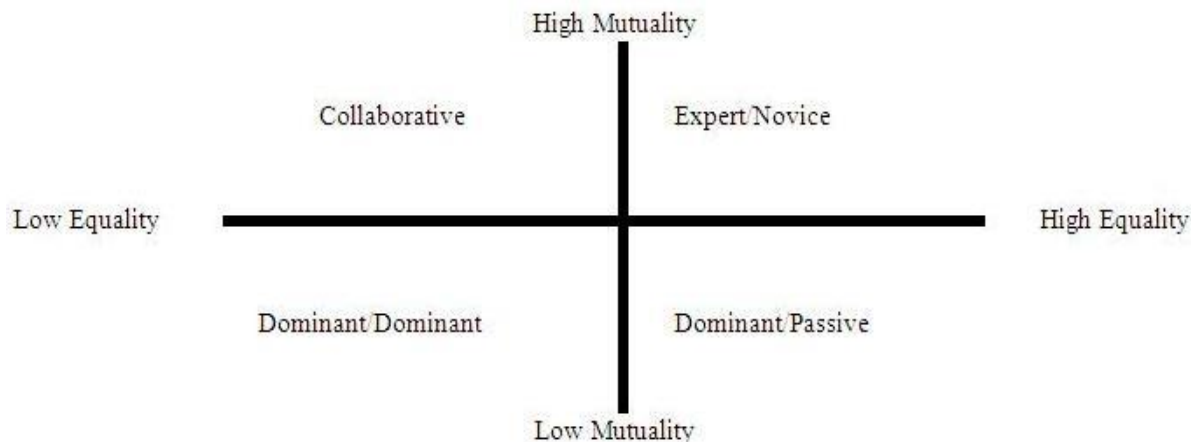 High Mutuality
Collaborative Expert/Novice
Low Equality High Equality
Dominant/Dominant Dominant/Passive
Low Mutuality